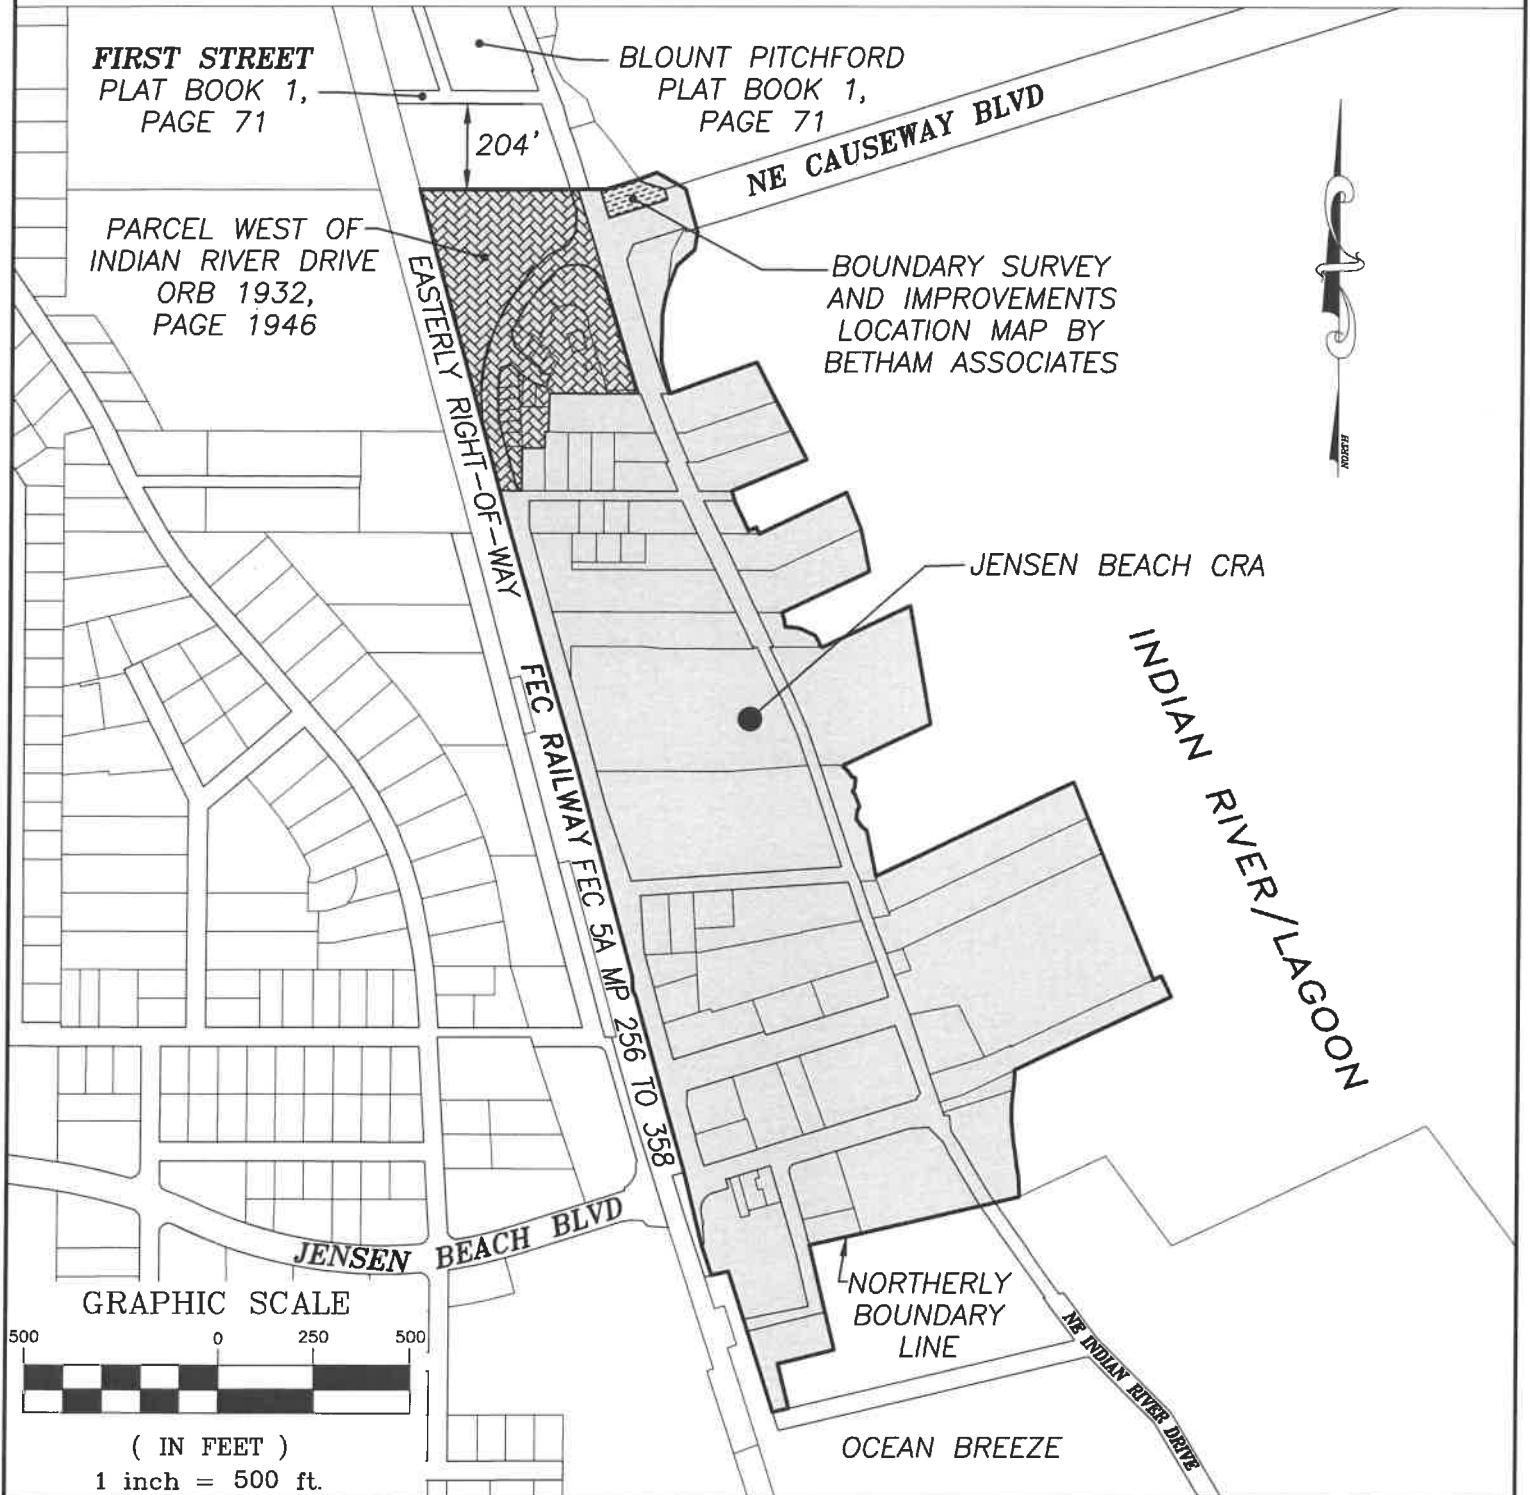 FIRST STREET
PLAT BOOK 1,
PAGE 71
BLOUNT PITCHFORD
PLAT BOOK 1,
PAGE 71
204'
NE CAUSEWAY BLVD
PARCEL WEST OF
INDIAN RIVER DRIVE
ORB 1932,
PAGE 1946
BOUNDARY SURVEY
AND IMPROVEMENTS
LOCATION MAP BY
BETHAM ASSOCIATES
NORTH
EASTERLY RIGHT-OF-WAY
JENSEN BEACH CRA
INDIAN RIVER/LAGOON
FEC RAILWAY FEC 5A MP 256 TO 358
JENSEN BEACH BLVD
NORTHERLY
BOUNDARY
LINE
NE INDIAN RIVER DRIVE
OCEAN BREEZE
GRAPHIC SCALE
500 0 250 500
( IN FEET )
1 inch = 500 ft.